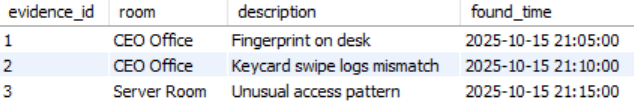 evidence_id room description found_time
1 CEO Office Fingerprint on desk 2025-10-15 21:05:00
2 CEO Office Keycard swipe logs mismatch 2025-10-15 21:10:00
3 Server Room Unusual access pattern 2025-10-15 21:15:00